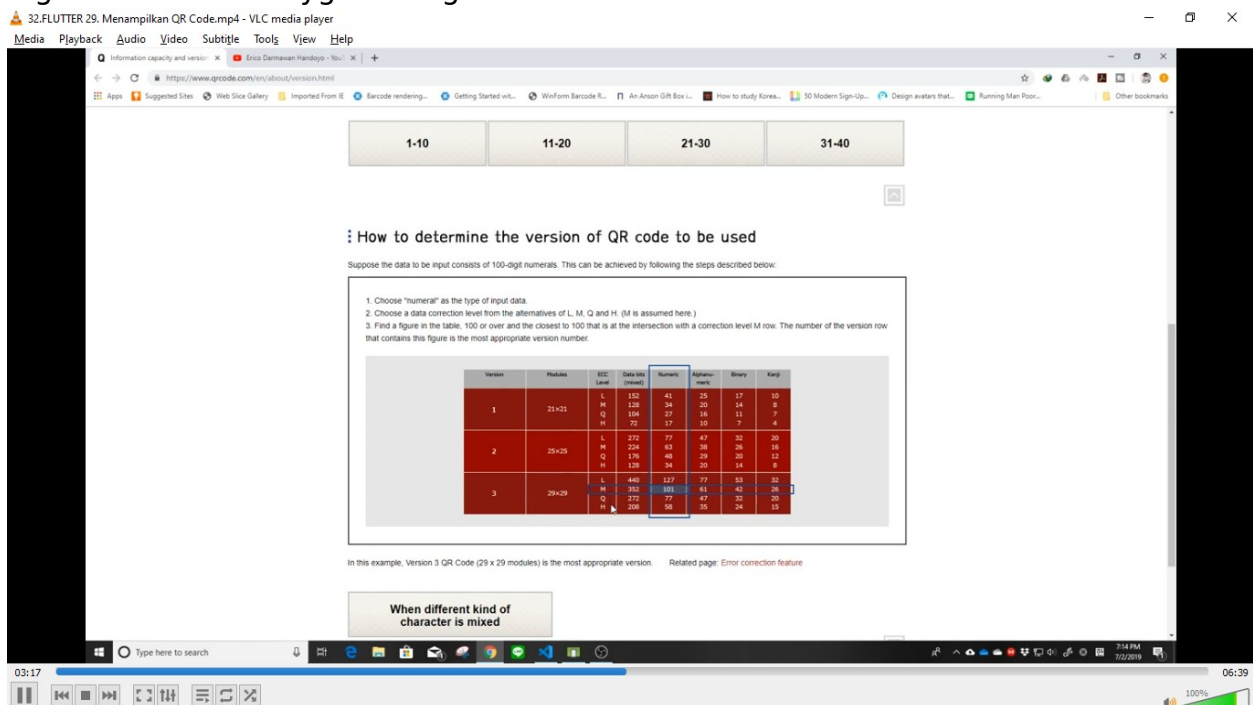 32.FLUTTER 29. Menampilkan QR Code.mp4 - VLC media player
Media Playback Audio Video Subtitle Tools View Help
Information capacity and version Erico Darmawan Handoyo - You
https://www.qrcode.com/en/about/version.html
Apps Suggested Sites Web Slice Gallery Imported From IE Barcode rendering... Getting Started wit... WinForm Barcode R... An Anson Gift Box i... How to study Korea... 50 Modern Sign-Up... Design avatars that... Running Man Poor... Other bookmarks
1-10 11-20 21-30 31-40
How to determine the version of QR code to be used
Suppose the data to be input consists of 100-digit numerals. This can be achieved by following the steps described below:
1. Choose "numeral" as the type of input data.
2. Choose a data correction level from the alternatives of L, M, Q and H. (M is assumed here.)
3. Find a figure in the table, 100 or over and the closest to 100 that is at the intersection with a correction level M row. The number of the version row
that contains this figure is the most appropriate version number.
Version Modules ECC Level Data bits (mixed) Numeric Alphanu-meric Binary Kanji
L 152 41 25 17 10
M 128 34 20 14 8
1 21×21
Q 104 27 16 11 7
H 72 17 10 7 4
L 272 77 47 32 20
M 224 63 38 26 16
2 25×25
Q 176 48 29 20 12
H 128 34 20 14 8
L 440 127 77 53 32
M 352 101 61 42 26
3 29×29
Q 272 77 47 32 20
H 208 58 35 24 15
In this example, Version 3 QR Code (29 x 29 modules) is the most appropriate version. Related page: Error correction feature
When different kind of
character is mixed
Type here to search
7:14 PM
7/2/2019
03:17 06:39
100%